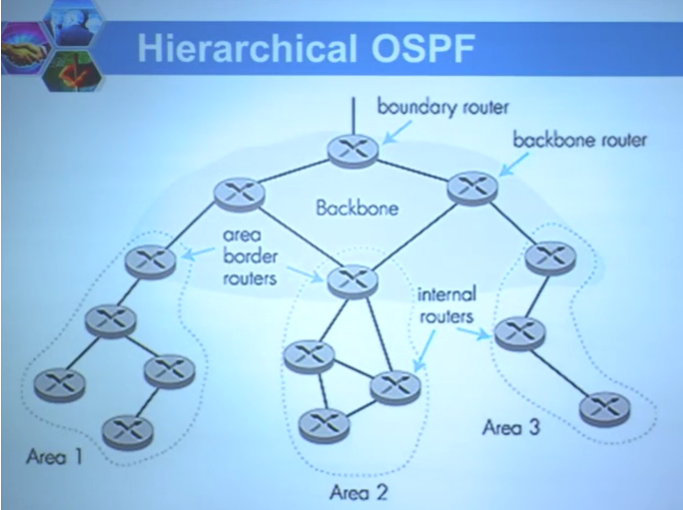 Hierarchical OSPF
boundary router
backbone router
Backbone
area
border
routers
internal
routers
Area 1
Area 2
Area 3